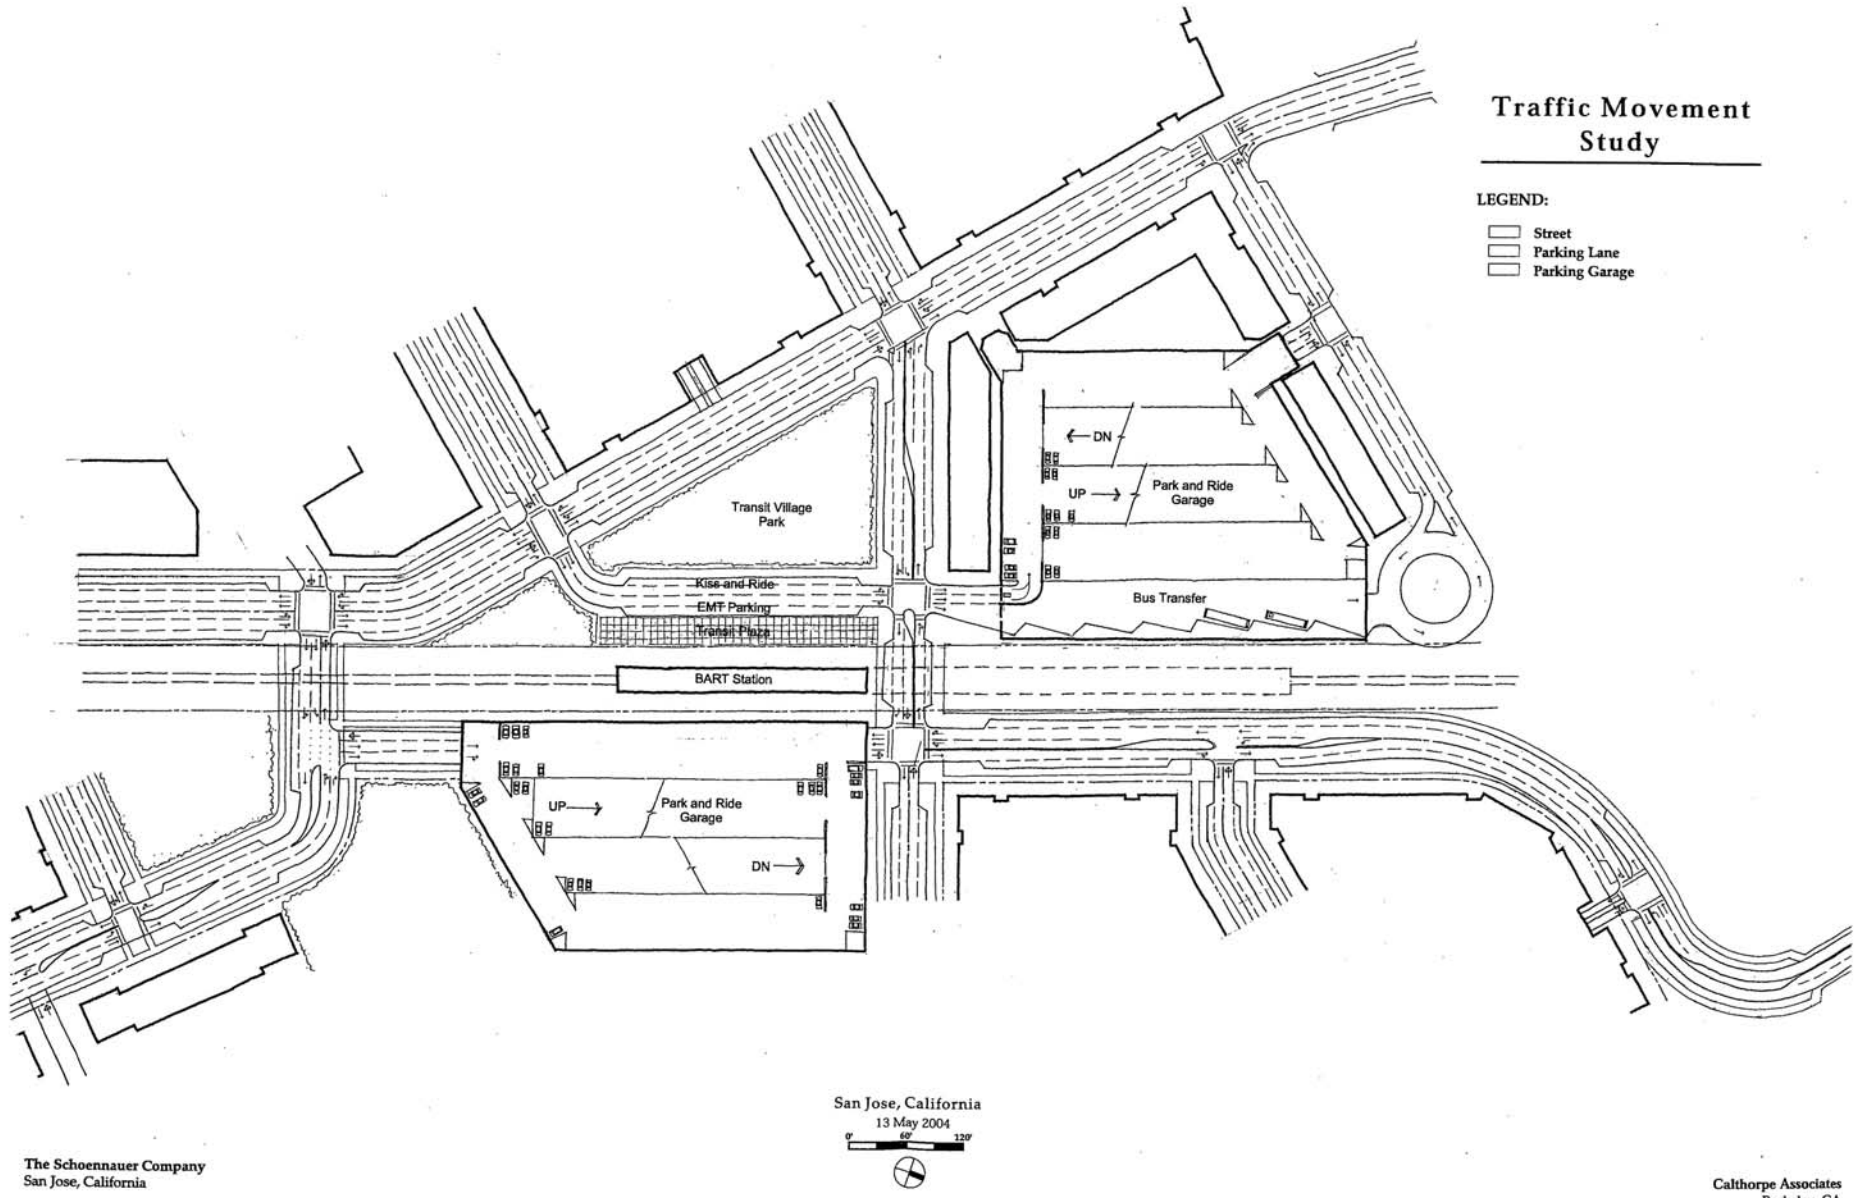 Traffic Movement
Study
LEGEND:
Street
Parking Lane
Parking Garage
DN
UP
Park and Ride
Garage
Transit Village
Park
Kiss and Ride
EMT Parking
Transit Plaza
Bus Transfer
BART Station
UP
Park and Ride
Garage
DN
San Jose, California
13 May 2004
0' 60' 120'
The Schoennauer Company
San Jose, California
Calthorpe Associates